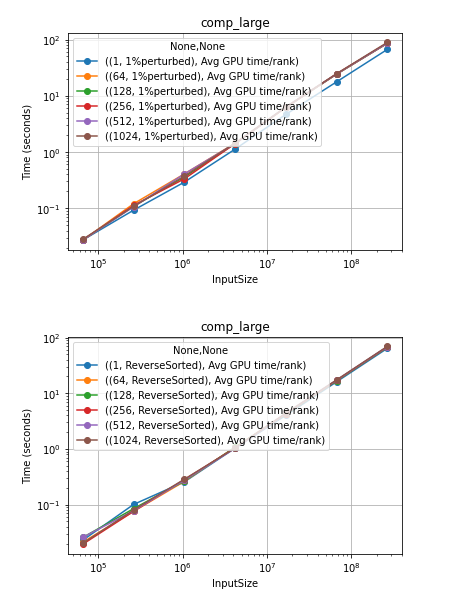 comp_large
None,None
((1, 1%perturbed), Avg GPU time/rank)
((64, 1%perturbed), Avg GPU time/rank)
((128, 1%perturbed), Avg GPU time/rank)
((256, 1%perturbed), Avg GPU time/rank)
((512, 1%perturbed), Avg GPU time/rank)
((1024, 1%perturbed), Avg GPU time/rank)
Time (seconds)
10²
10¹
10⁰
10⁻¹
10⁵ 10⁶ 10⁷ 10⁸
InputSize
comp_large
None,None
((1, ReverseSorted), Avg GPU time/rank)
((64, ReverseSorted), Avg GPU time/rank)
((128, ReverseSorted), Avg GPU time/rank)
((256, ReverseSorted), Avg GPU time/rank)
((512, ReverseSorted), Avg GPU time/rank)
((1024, ReverseSorted), Avg GPU time/rank)
Time (seconds)
10²
10¹
10⁰
10⁻¹
10⁵ 10⁶ 10⁷ 10⁸
InputSize